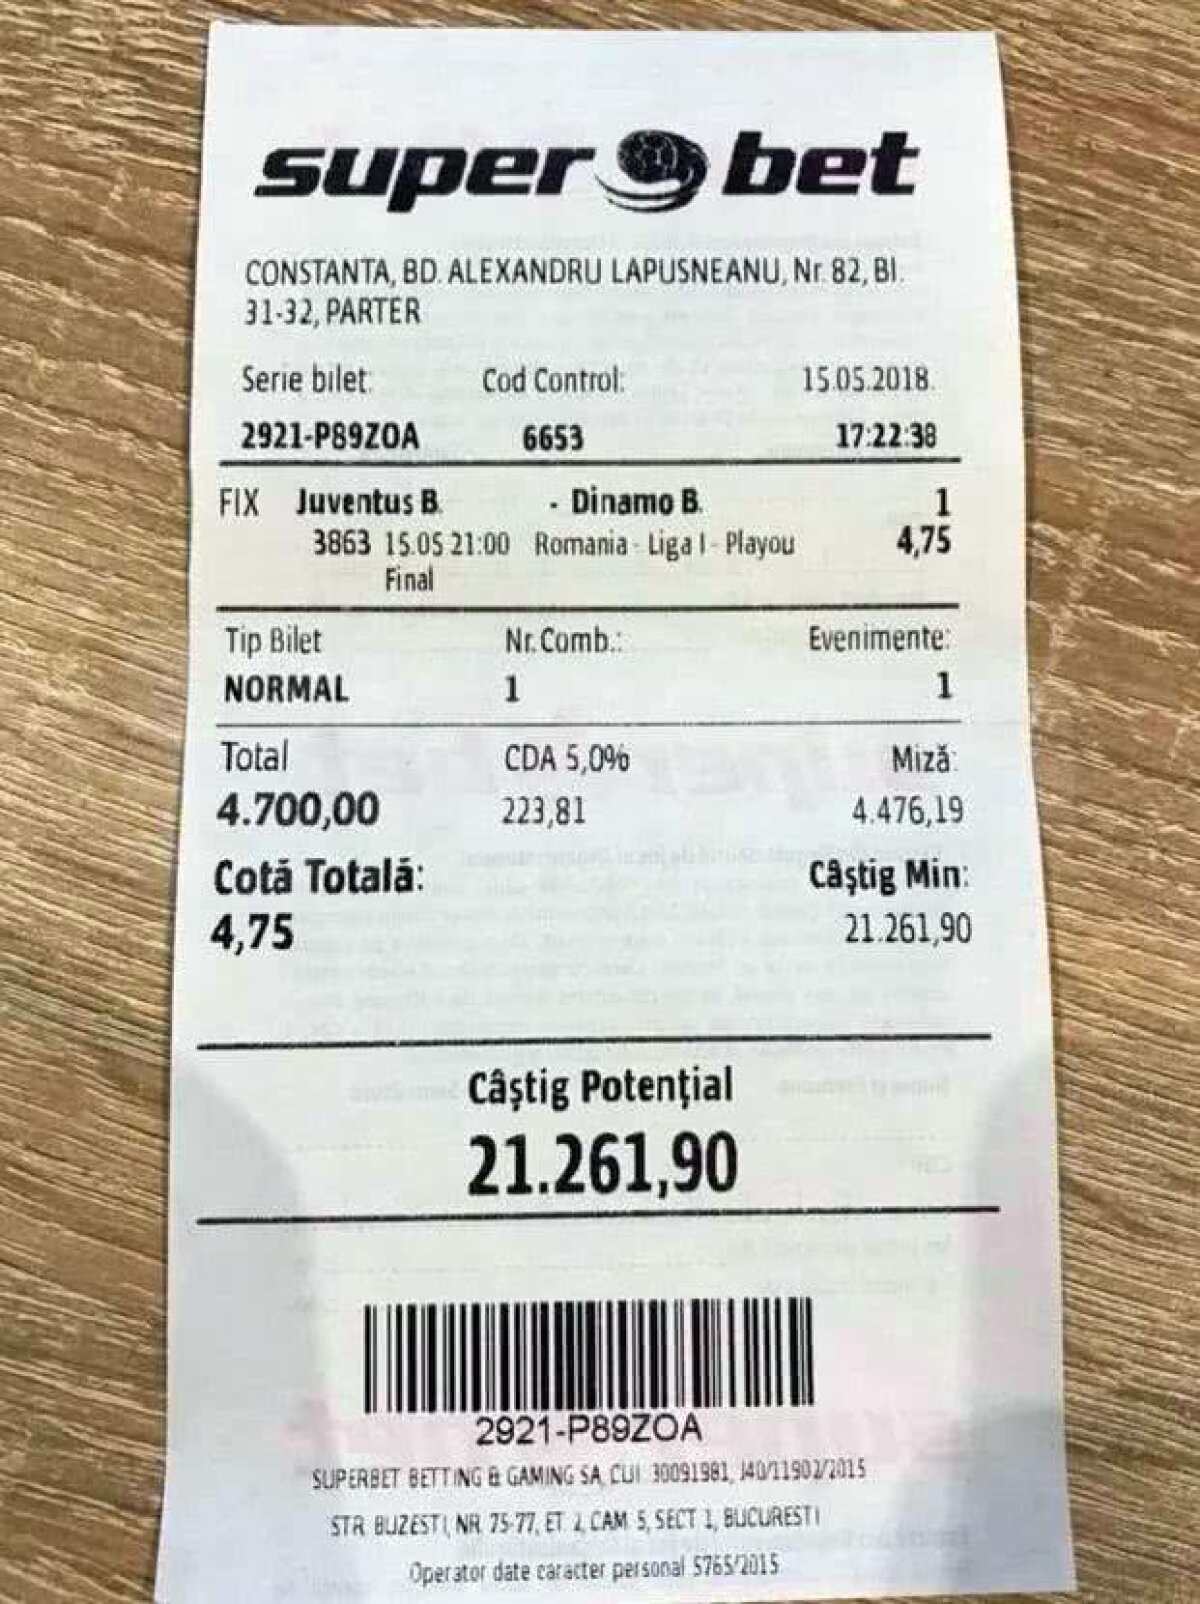 super bet
CONSTANTA, BD. ALEXANDRU LAPUSNEANU, Nr. 82, Bl.
31-32, PARTER
Serie bilet: Cod Control: 15.05.2018
2921-P89ZOA 6653 17:22:38
FIX Juventus B. - Dinamo B. 1
3863 15.05 21:00 Romania - Liga I - Playou 4,75
Final
Tip Bilet Nr.Comb.: Evenimente:
NORMAL 1 1
Total CDA 5,0% Miză:
4.700,00 223,81 4.476,19
Cotă Totală: Câştig Min:
4,75 21.261,90
Câştig Potenţial
21.261,90
2921-P89ZOA
SUPERBET BETTING & GAMING SA, CUI 30091981, J40/11902/2015
STR BUZESTI, NR. 75-77, ET 2, CAM 5, SECT 1, BUCURESTI
Operator date caracter personal 5765/2015